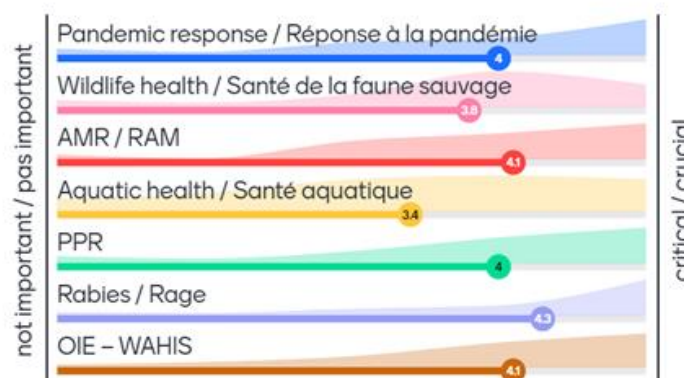 not important / pas important
Pandemic response / Réponse à la pandémie
4
Wildlife health / Santé de la faune sauvage
3.8
AMR / RAM
4.1
Aquatic health / Santé aquatique
3.4
PPR
4
Rabies / Rage
4.3
OIE – WAHIS
4.1
critical / crucial